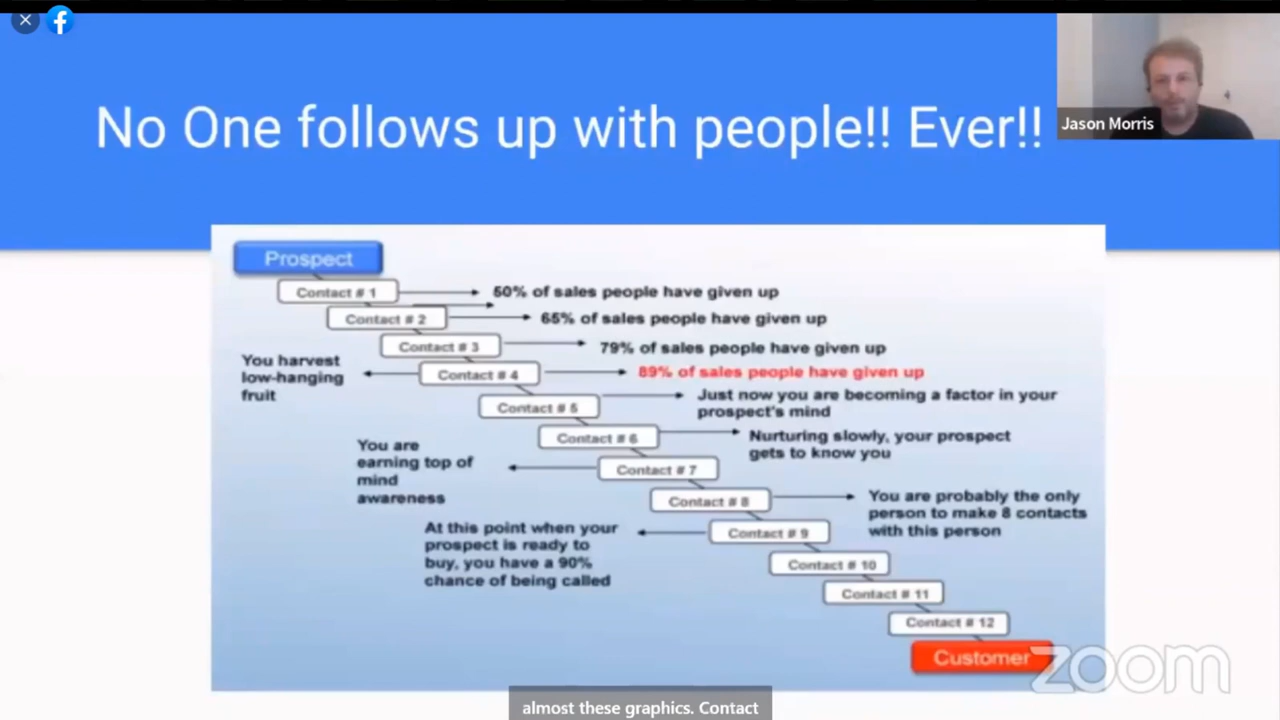 No One follows up with people!! Ever!!
Jason Morris
Prospect
Contact # 1
50% of sales people have given up
Contact # 2
65% of sales people have given up
Contact # 3
79% of sales people have given up
You harvest
low-hanging
fruit
Contact # 4
89% of sales people have given up
Contact # 5
Just now you are becoming a factor in your
prospect's mind
Contact # 6
Nurturing slowly, your prospect
gets to know you
You are
earning top of
mind
awareness
Contact # 7
Contact # 8
You are probably the only
person to make 8 contacts
with this person
At this point when your
prospect is ready to
buy, you have a 90%
chance of being called
Contact # 9
Contact # 10
Contact # 11
Contact # 12
Customer
zoom
almost these graphics. Contact